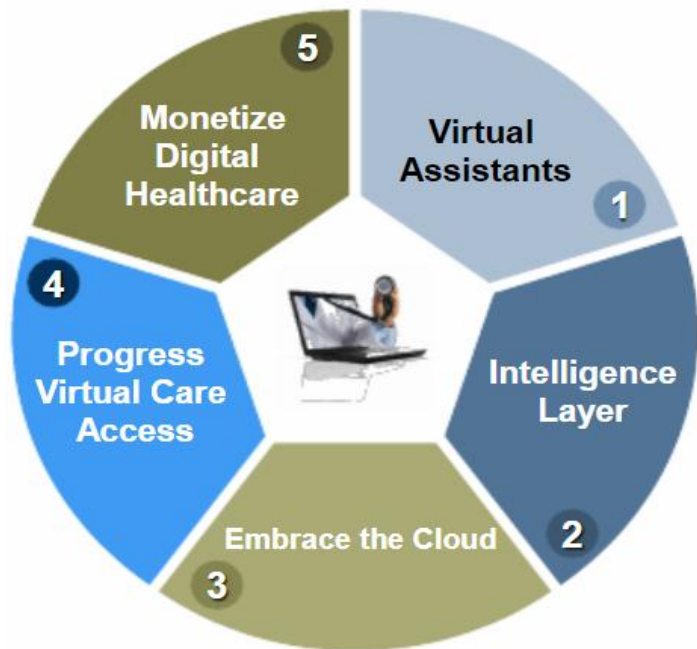 Virtual
Assistants
1
Intelligence
Layer
2
Embrace the Cloud
3
4
Progress
Virtual Care
Access
5
Monetize
Digital
Healthcare